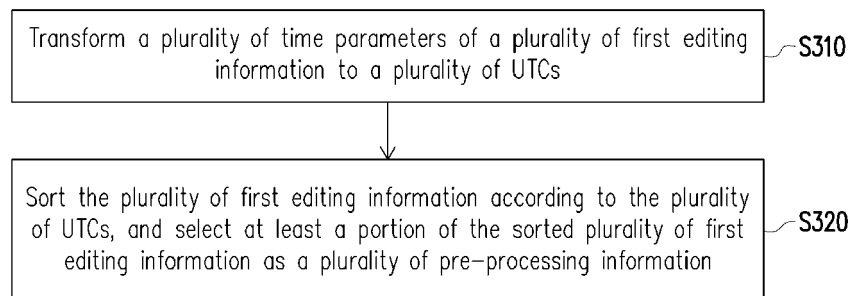 Transform a plurality of time parameters of a plurality of first editing
information to a plurality of UTCs
S310
Sort the plurality of first editing information according to the plurality
of UTCs, and select at least a portion of the sorted plurality of first
editing information as a plurality of pre-processing information
S320